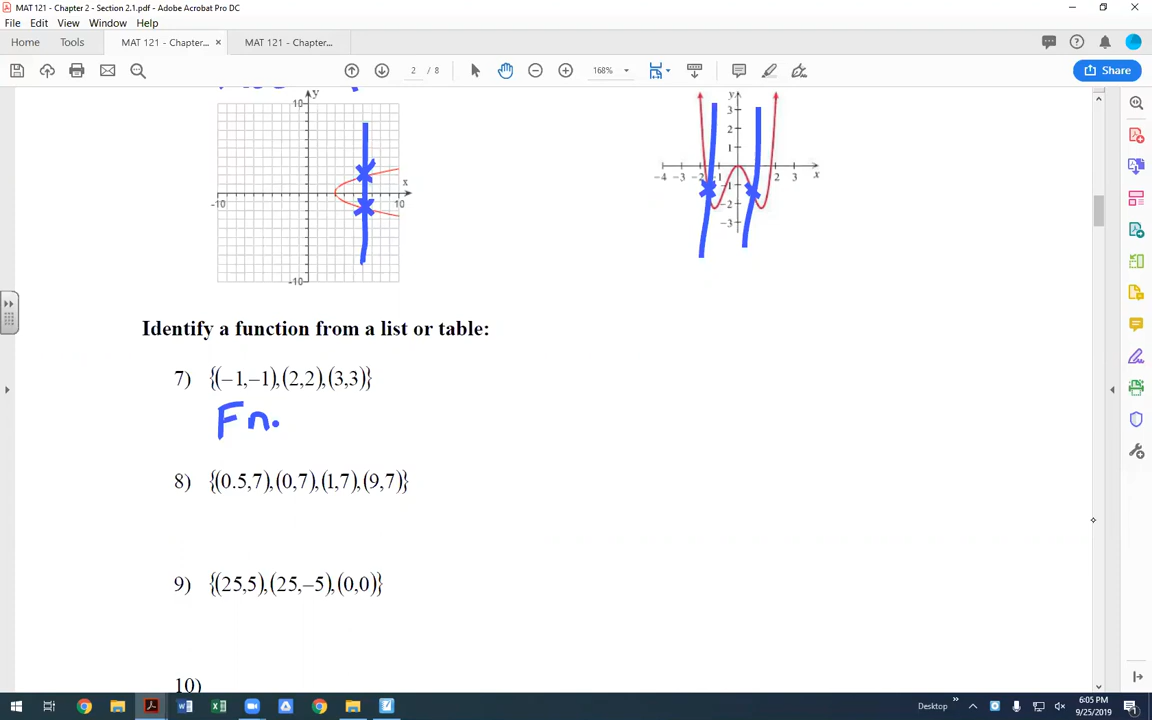 MAT 121 - Chapter 2 - Section 2.1.pdf - Adobe Acrobat Pro DC
File Edit View Window Help
Home Tools MAT 121 - Chapter... × MAT 121 - Chapter...
2 / 8 168% Share
y
10
x
-10 10
-10
y
3
2
1
-4 -3 -2 -1 2 3 x
-1
-2
-3
Identify a function from a list or table:
7) {(−1,−1),(2,2),(3,3)}
Fn.
8) {(0.5,7),(0,7),(1,7),(9,7)}
9) {(25,5),(25,−5),(0,0)}
10)
Desktop » 6:05 PM
9/25/2019